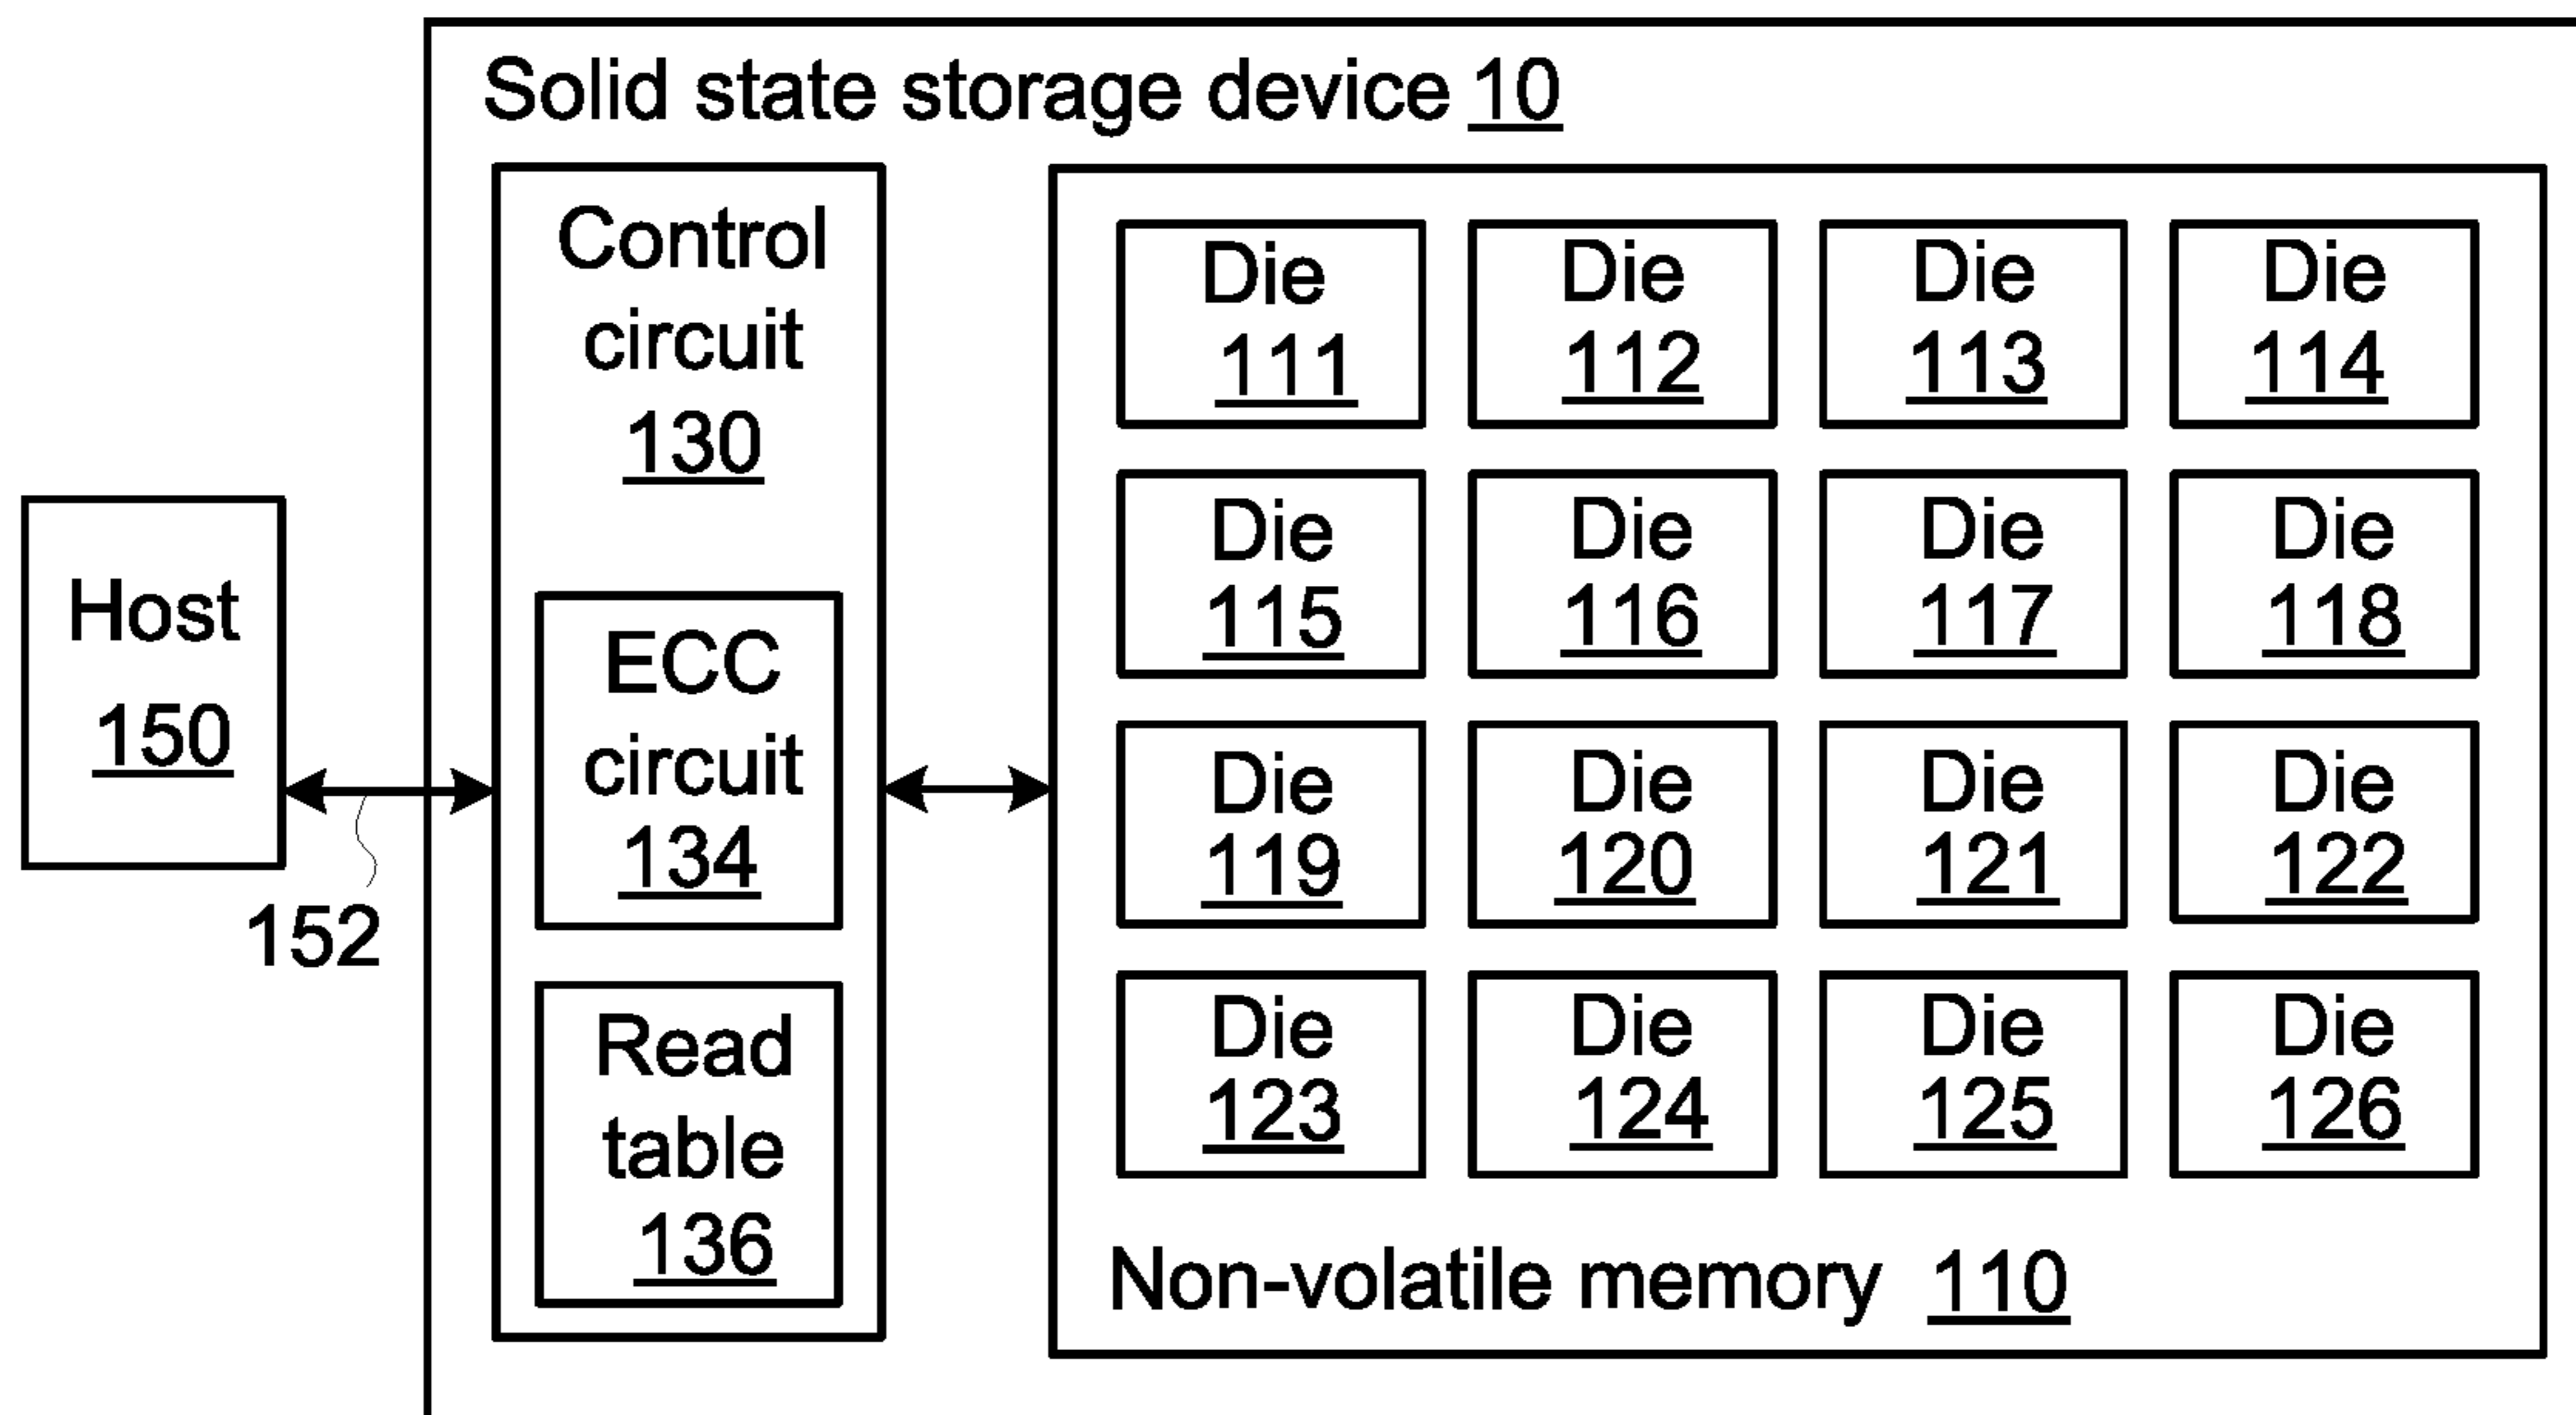 Solid state storage device 10
Control
circuit
130
ECC
circuit
134
Read
table
136
Host
150
152
Die
111
Die
112
Die
113
Die
114
Die
115
Die
116
Die
117
Die
118
Die
119
Die
120
Die
121
Die
122
Die
123
Die
124
Die
125
Die
126
Non-volatile memory 110